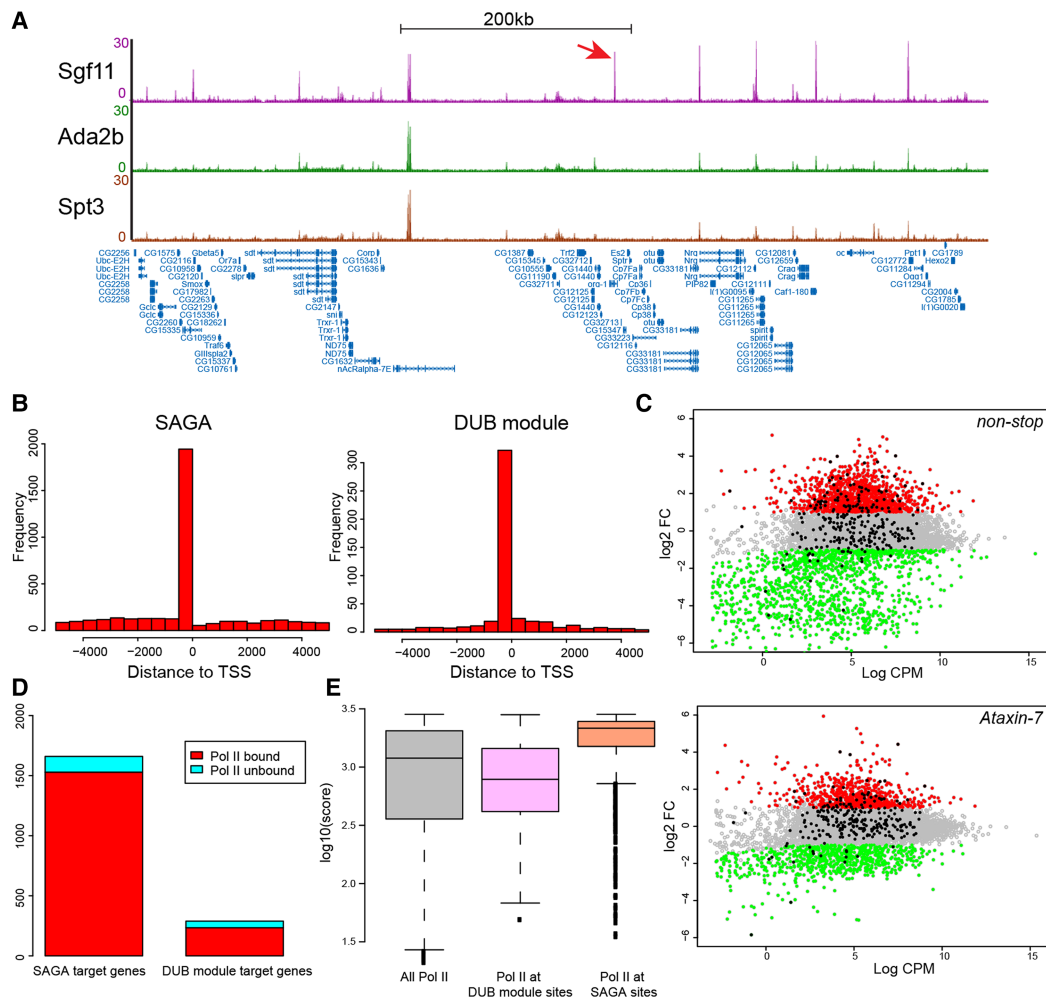 A
200kb
30
Sgf11
0
30
Ada2b
0
30
Spt3
0
CG2256 CG1575 Gbeta5 sdt Corp CG1387 Trf2 Es2 otu Nrg CG12081 oc Ppt1 CG1789
Ubc-E2H CG2116 Or7a sdt CG15345 CG15345 CG32712 Sptr otu Nrg CG12659 CG12772 Hexo2
Ubc-E2H CG10958 CG2278 sdt CG1636 CG10555 CG1440 Cp7Fa CG33181 CG12112 Crag CG11284 Ogg1
Ubc-E2H CG2120 sipr sdt CG11190 CG1440 Cp7Fa Nrg Crag CG11291
CG2258 Smox sdt CG32711 org-1 Cp36 PIP82 CG12111 CG11294 CG2004
CG2258 CG17982 sdt CG12125 Cp7Fb l(1)G0095 Caf1-180 CG1785
CG2258 CG2263 sdt CG12125 Cp7Fc CG11265 l(1)G0020
Gclc CG2129 CG2147 CG1440 Cp38 CG11265
Gclc CG15336 sni CG12123 Cp38 CG11265
CG2260 CG18262 Trxr-1 CG32713 otu CG11265
CG15335 Trxr-1 CG15347 CG33181 spirit
CG10959 Trxr-1 CG33223 spirit
Traf6 ND75 CG12116 CG12065
GIIIspla2 ND75 CG33181 CG12065
CG15337 CG1632 CG33181 CG12065
CG10761 nAcRalpha-7E CG33181 CG12065
B
SAGA
DUB module
Frequency
0 500 1000 1500 2000
−4000 −2000 0 2000 4000
Distance to TSS
Frequency
0 50 100 150 200 250 300
−4000 −2000 0 2000 4000
Distance to TSS
C
non-stop
log2 FC
6
4
2
0
-2
-4
-6
0 5 10 15
Log CPM
Ataxin-7
log2 FC
6
4
2
0
-2
-4
-6
0 5 10 15
Log CPM
D
0 500 1000 1500
Pol II bound
Pol II unbound
SAGA target genes
DUB module target genes
E
log10(score)
3.5
3.0
2.5
2.0
1.5
All Pol II
Pol II at
DUB module sites
Pol II at
SAGA sites